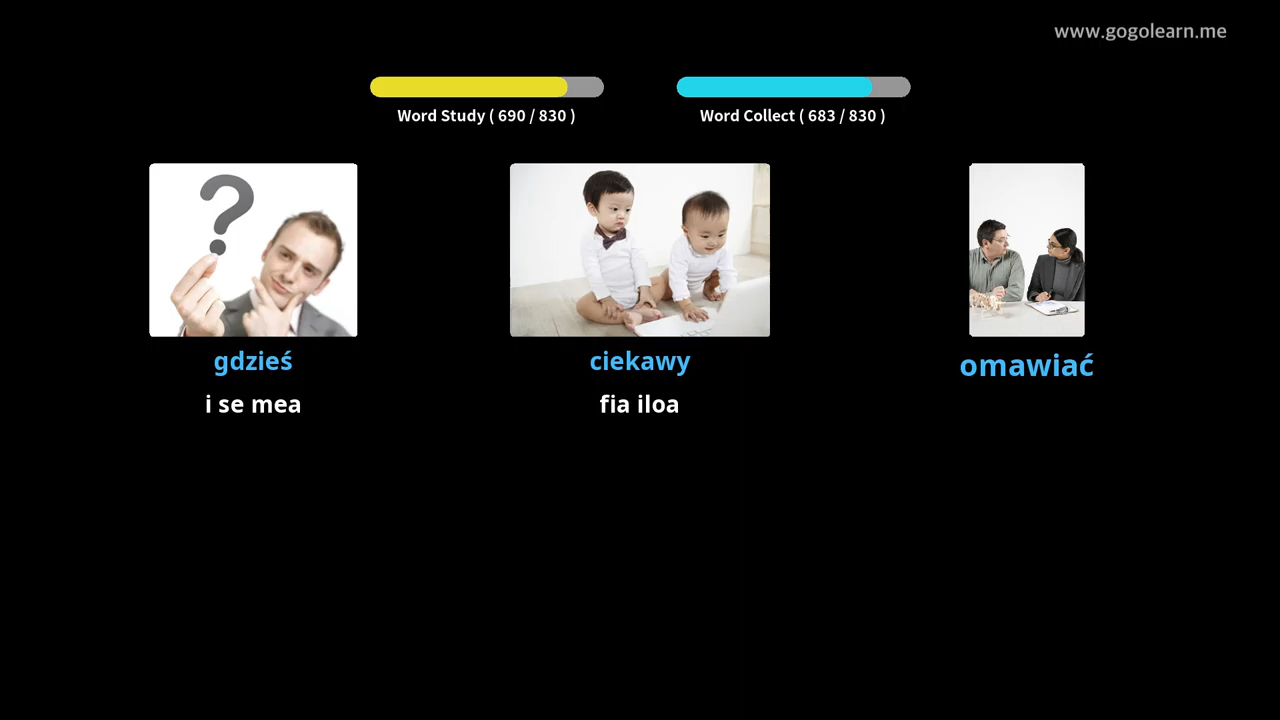 www.gogolearn.me
Word Study ( 690 / 830 )
Word Collect ( 683 / 830 )
?
gdzieś
ciekawy
omawiać
i se mea
fia iloa